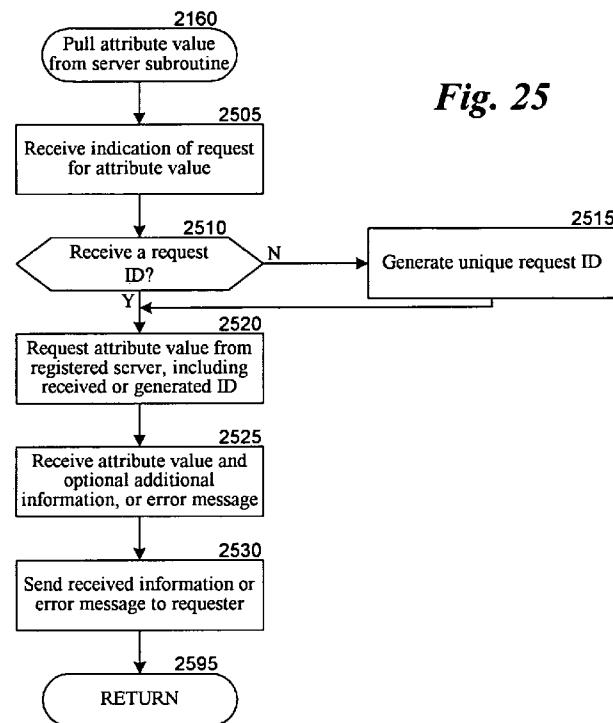 2160
Pull attribute value
from server subroutine
Fig. 25
2505
Receive indication of request
for attribute value
2510
Receive a request
ID?
N
2515
Generate unique request ID
Y
2520
Request attribute value from
registered server, including
received or generated ID
2525
Receive attribute value and
optional additional
information, or error message
2530
Send received information or
error message to requester
2595
RETURN